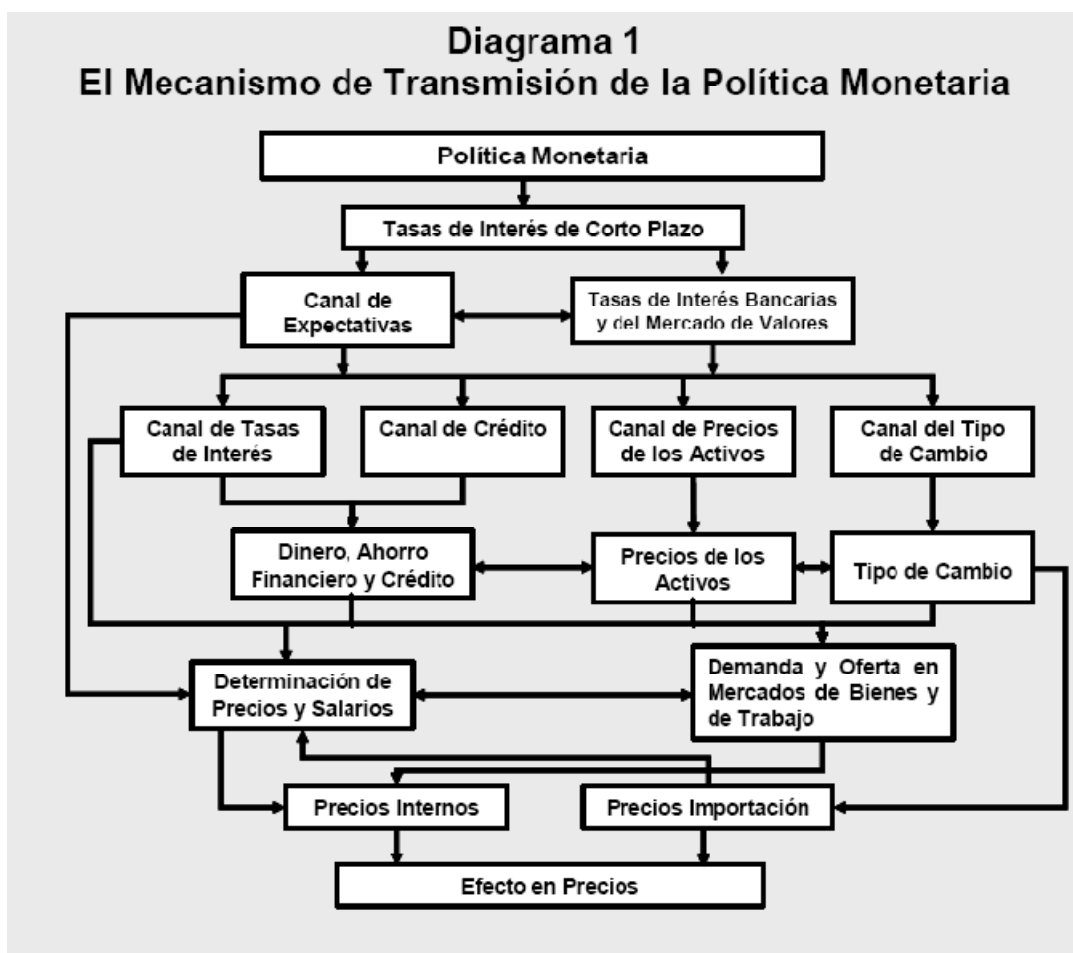 Diagrama 1
El Mecanismo de Transmisión de la Política Monetaria
Política Monetaria
Tasas de Interés de Corto Plazo
Canal de
Expectativas
Tasas de Interés Bancarias
y del Mercado de Valores
Canal de Tasas
de Interés
Canal de Crédito
Canal de Precios
de los Activos
Canal del Tipo
de Cambio
Dinero, Ahorro
Financiero y Crédito
Precios de los
Activos
Tipo de Cambio
Determinación de
Precios y Salarios
Demanda y Oferta en
Mercados de Bienes y
de Trabajo
Precios Internos
Precios Importación
Efecto en Precios